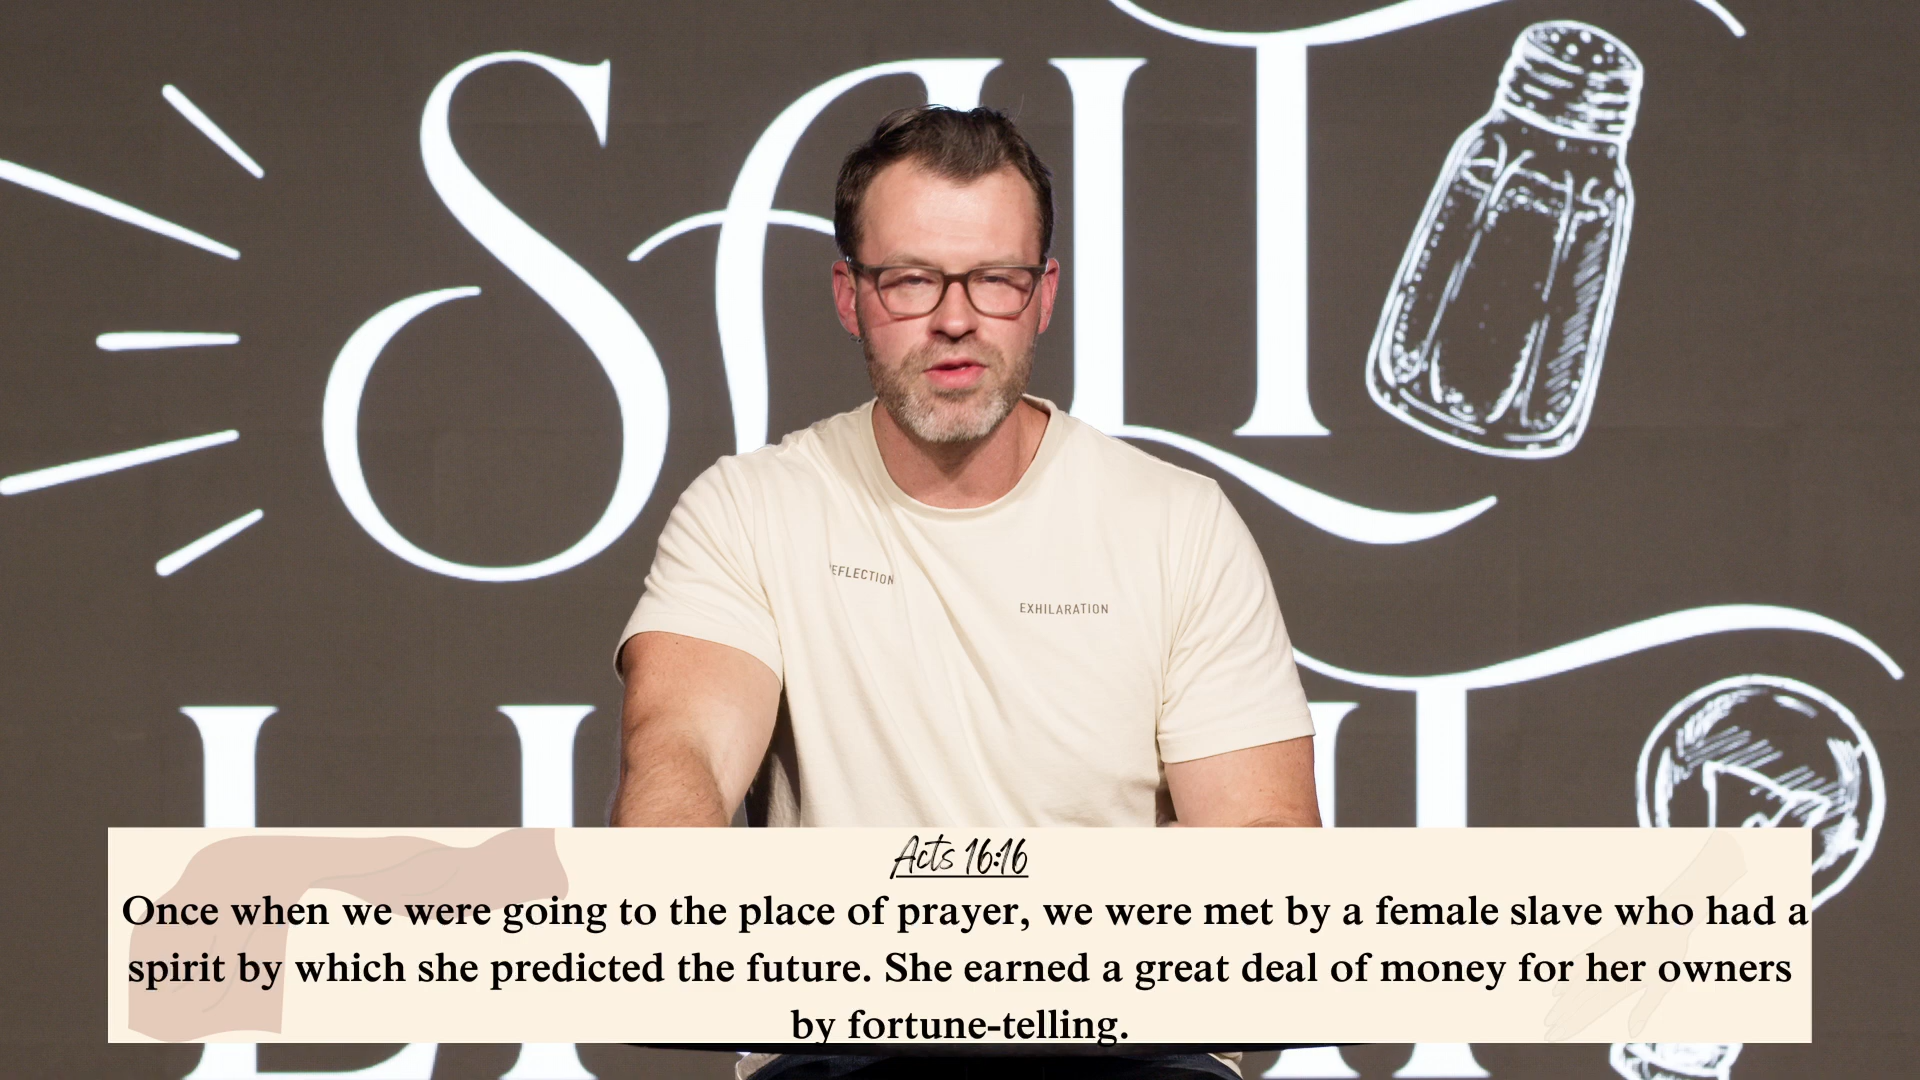 SALT
EFLECTION
EXHILARATION
Acts 16:16
Once when we were going to the place of prayer, we were met by a female slave who had a
spirit by which she predicted the future. She earned a great deal of money for her owners
by fortune-telling.